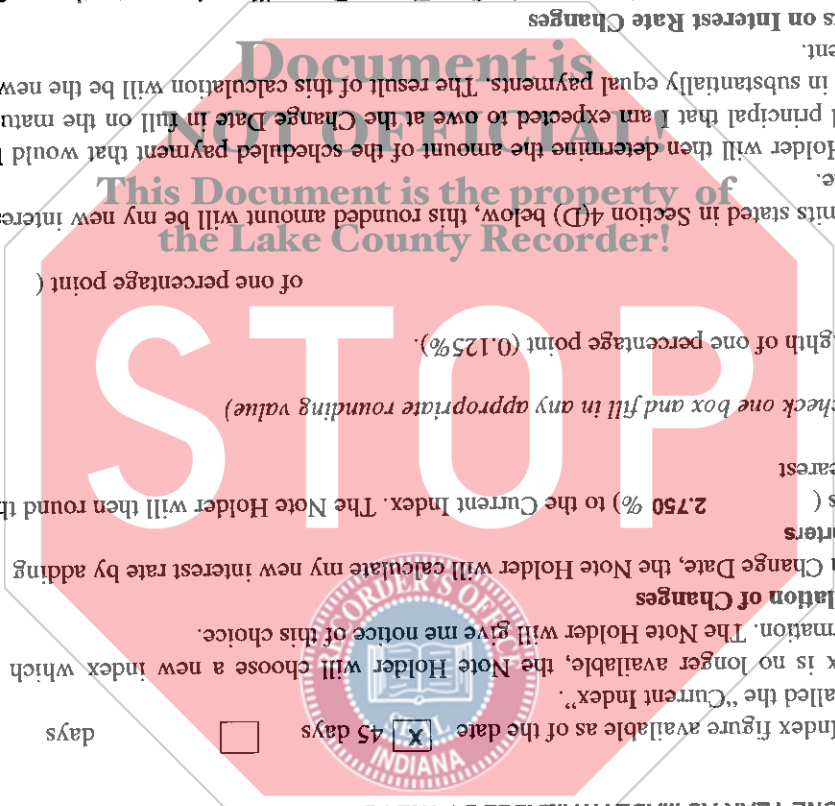 Document is
NOT OFFICIAL!
This Document is the property of
the Lake County Recorder!
STOP
RECORDER'S OFFICE
SEAL
INDIANA
Index figure available as of the date X 45 days days
alled the "Current Index".
x is no longer available, the Note Holder will choose a new index which
rmation. The Note Holder will give me notice of this choice.
lation of Changes
h Change Date, the Note Holder will calculate my new interest rate by adding
rters
s ( 2.750 %) to the Current Index. The Note Holder will then round th
earest
check one box and fill in any appropriate rounding value)
ghth of one percentage point (0.125%).
of one percentage point (
mits stated in Section 4(D) below, this rounded amount will be my new interes
e.
Holder will then determine the amount of the scheduled payment that would b
d principal that I am expected to owe at the Change Date in full on the matu
in substantially equal payments. The result of this calculation will be the new
ent.
s on Interest Rate Changes